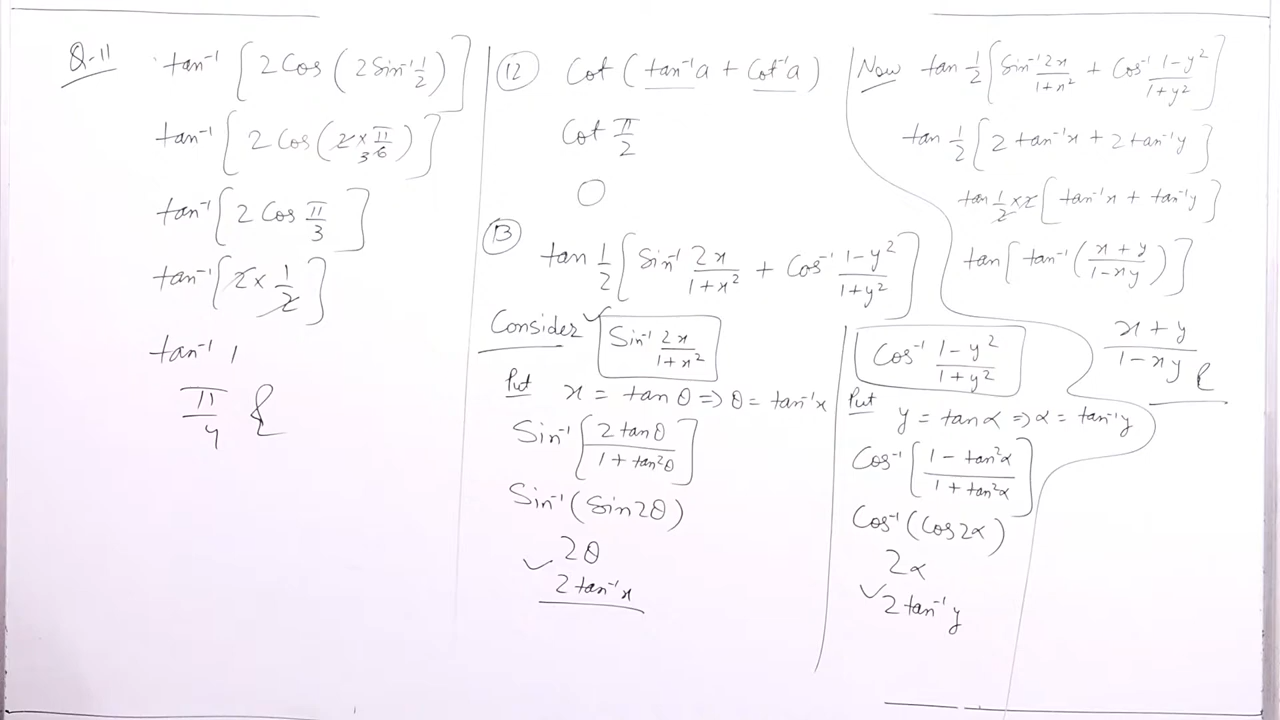 Q-11 tan⁻¹ [2 Cos (2 Sin⁻¹ 1/2)]
tan⁻¹ [2 Cos (2 × π/6)]
3
tan⁻¹ [2 Cos π/3]
tan⁻¹ [2 × 1/2]
tan⁻¹ 1
π/4
12 Cot (tan⁻¹a + Cot⁻¹a)
Cot π/2
0
13
tan 1/2 [Sin⁻¹ 2x/1+x² + Cos⁻¹ 1-y²/1+y²]
Consider ✓ Sin⁻¹ 2x/1+x²
Put x = tan θ => θ = tan⁻¹x
Sin⁻¹ [2 tanθ/1 + tan²θ]
Sin⁻¹ (Sin2θ)
2θ
✓ 2 tan⁻¹x
Cos⁻¹ 1-y²/1+y²
Put y = tanα => α = tan⁻¹y
Cos⁻¹ [1 - tan²α/1 + tan²α]
Cos⁻¹ (Cos2α)
2α
✓ 2 tan⁻¹y
Now tan 1/2 [Sin⁻¹ 2x/1+x² + Cos⁻¹ 1-y²/1+y²]
tan 1/2 [2 tan⁻¹x + 2 tan⁻¹y]
tan 1/2 × 2 [tan⁻¹x + tan⁻¹y]
tan [tan⁻¹ (x + y/1-xy)]
x + y/1 - xy